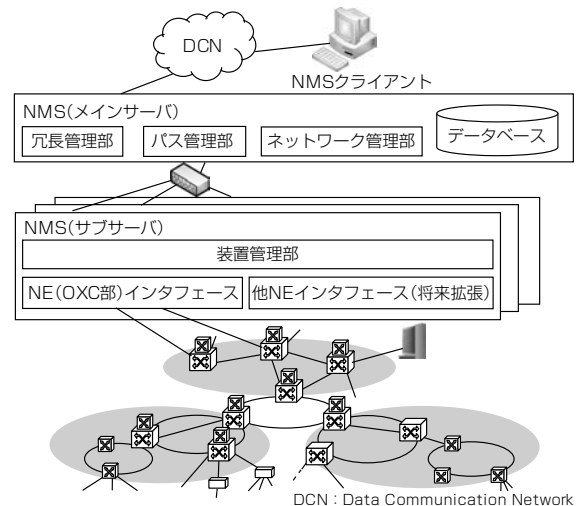 DCN
NMSクライアント
NMS(メインサーバ)
冗長管理部
パス管理部
ネットワーク管理部
データベース
NMS(サブサーバ)
装置管理部
NE(OXC部)インタフェース
他NEインタフェース(将来拡張)
DCN：Data Communication Network